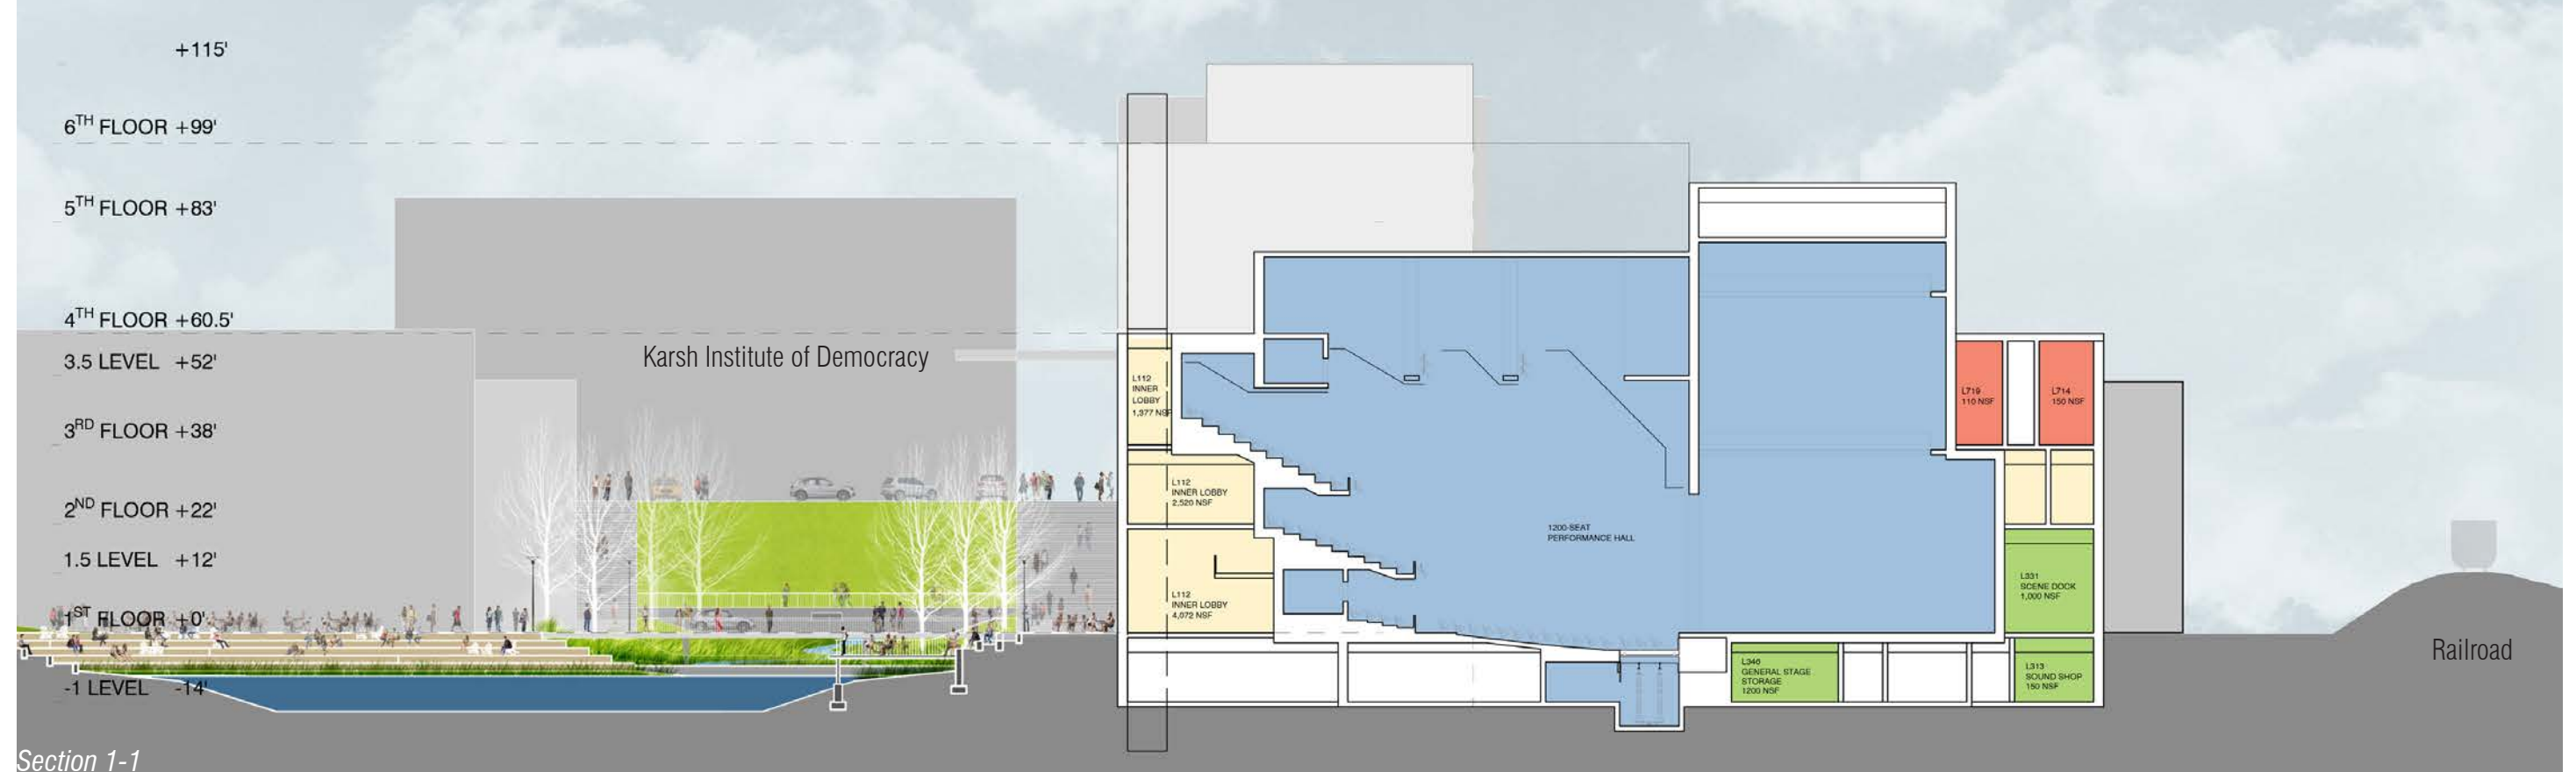 +115'
6TH FLOOR +99'
5TH FLOOR +83'
4TH FLOOR +60.5'
3.5 LEVEL +52'
3RD FLOOR +38'
2ND FLOOR +22'
1.5 LEVEL +12'
1ST FLOOR +0'
-1 LEVEL -14'
Karsh Institute of Democracy
L112
INNER
LOBBY
1,377 NSF
L112
INNER LOBBY
2,520 NSF
L112
INNER LOBBY
4,072 NSF
1200-SEAT
PERFORMANCE HALL
L719
110 NSF
L714
150 NSF
L331
SCENE DOCK
1,000 NSF
L340
GENERAL STAGE
STORAGE
1200 NSF
L313
SOUND SHOP
150 NSF
Railroad
Section 1-1